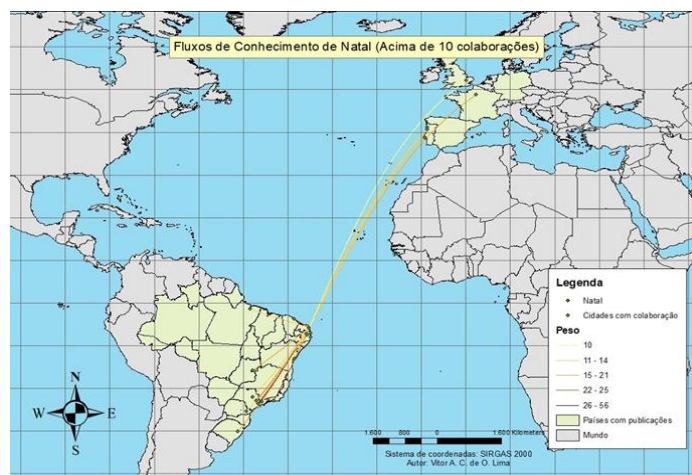 Fluxos de Conhecimento de Natal (Acima de 10 colaborações)
Legenda
Natal
Cidades com colaboração
Peso
10
11 - 14
15 - 21
22 - 25
26 - 56
Países com publicações
Mundo
N
W
E
S
1.600 800 0 1.600 Kilometers
Sistema de coordenadas: SIRGAS 2000
Autor: Vitor A. C. de O. Lima